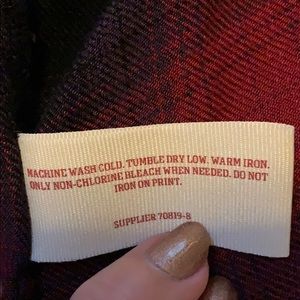 MACHINE WASH COLD. TUMBLE DRY LOW. WARM IRON.
ONLY NON-CHLORINE BLEACH WHEN NEEDED. DO NOT
IRON ON PRINT.
SUPPLIER 70819-8